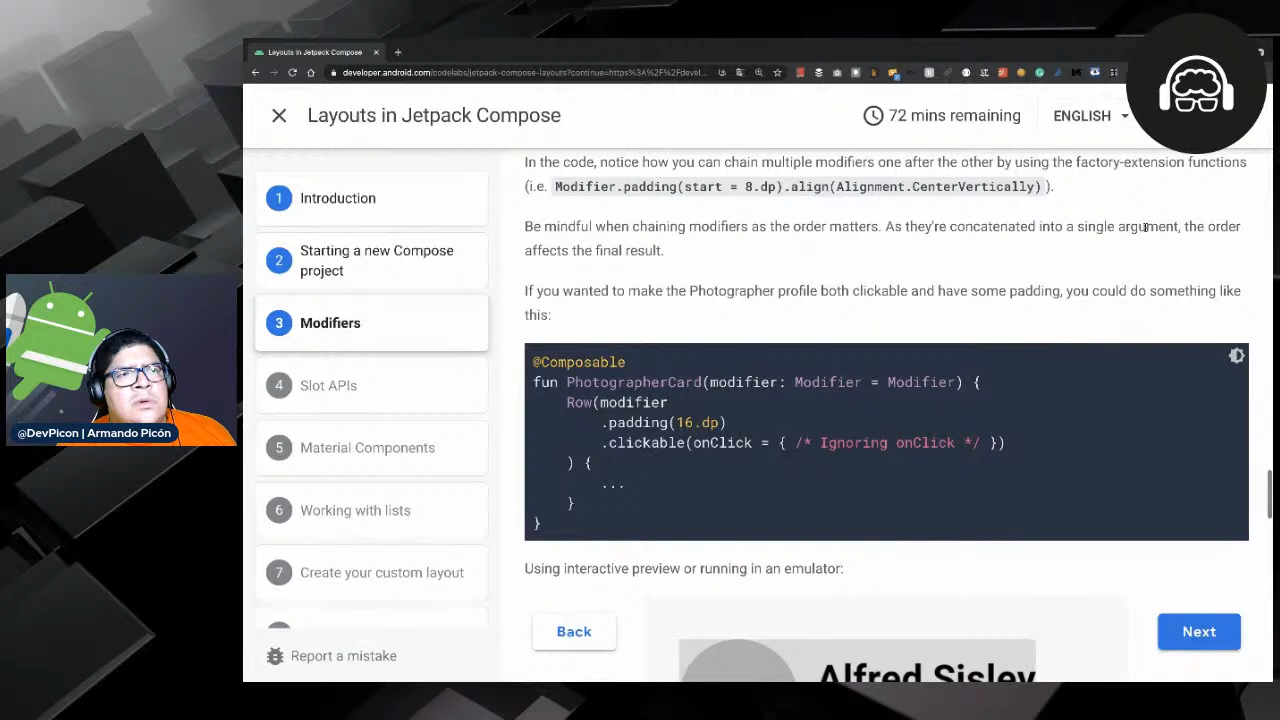 Layouts in Jetpack Compose
developer.android.com/codelabs/jetpack-compose-layouts?continue=https%3A%2F%2Fdevel...
Layouts in Jetpack Compose
72 mins remaining
ENGLISH
1 Introduction
2 Starting a new Compose
project
3 Modifiers
4 Slot APIs
5 Material Components
6 Working with lists
7 Create your custom layout
Report a mistake
In the code, notice how you can chain multiple modifiers one after the other by using the factory-extension functions
(i.e. Modifier.padding(start = 8.dp).align(Alignment.CenterVertically) ).
Be mindful when chaining modifiers as the order matters. As they're concatenated into a single argument, the order
affects the final result.
If you wanted to make the Photographer profile both clickable and have some padding, you could do something like
this:
@Composable
fun PhotographerCard(modifier: Modifier = Modifier) {
Row(modifier
.padding(16.dp)
.clickable(onClick = { /* Ignoring onClick */ })
) {
...
}
}
Using interactive preview or running in an emulator:
Back
Next
Alfred Sisley
@DevPicon | Armando Picón